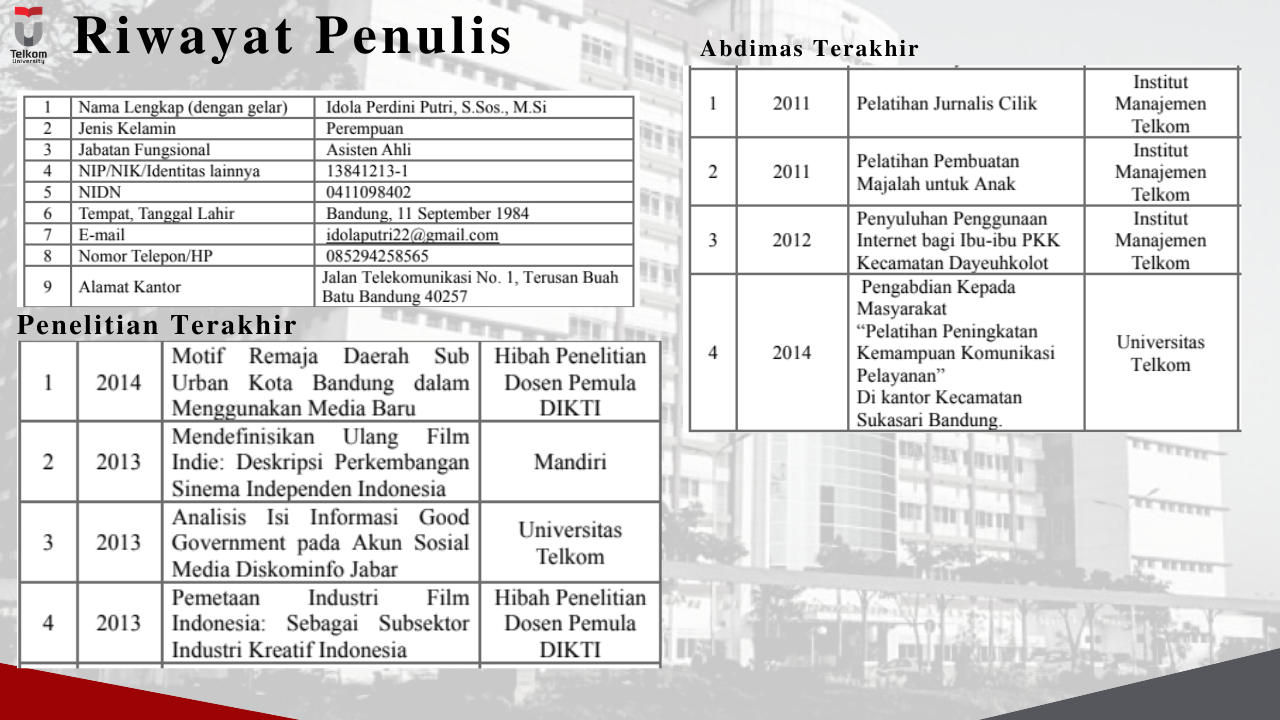 Telkom
University
Riwayat Penulis
1 Nama Lengkap (dengan gelar) Idola Perdini Putri, S.Sos., M.Si
2 Jenis Kelamin Perempuan
3 Jabatan Fungsional Asisten Ahli
4 NIP/NIK/Identitas lainnya 13841213-1
5 NIDN 0411098402
6 Tempat, Tanggal Lahir Bandung, 11 September 1984
7 E-mail idolaputri22@gmail.com
8 Nomor Telepon/HP 085294258565
9 Alamat Kantor Jalan Telekomunikasi No. 1, Terusan Buah
Batu Bandung 40257
Penelitian Terakhir
1 2014 Motif Remaja Daerah Sub Urban Kota Bandung dalam Menggunakan Media Baru Hibah Penelitian Dosen Pemula DIKTI
2 2013 Mendefinisikan Ulang Film Indie: Deskripsi Perkembangan Sinema Independen Indonesia Mandiri
3 2013 Analisis Isi Informasi Good Government pada Akun Sosial Media Diskominfo Jabar Universitas Telkom
4 2013 Pemetaan Industri Film Indonesia: Sebagai Subsektor Industri Kreatif Indonesia Hibah Penelitian Dosen Pemula DIKTI
Abdimas Terakhir
1 2011 Pelatihan Jurnalis Cilik Institut Manajemen Telkom
2 2011 Pelatihan Pembuatan Majalah untuk Anak Institut Manajemen Telkom
3 2012 Penyuluhan Penggunaan Internet bagi Ibu-ibu PKK Kecamatan Dayeuhkolot Institut Manajemen Telkom
4 2014 Pengabdian Kepada Masyarakat “Pelatihan Peningkatan Kemampuan Komunikasi Pelayanan” Di kantor Kecamatan Sukasari Bandung. Universitas Telkom